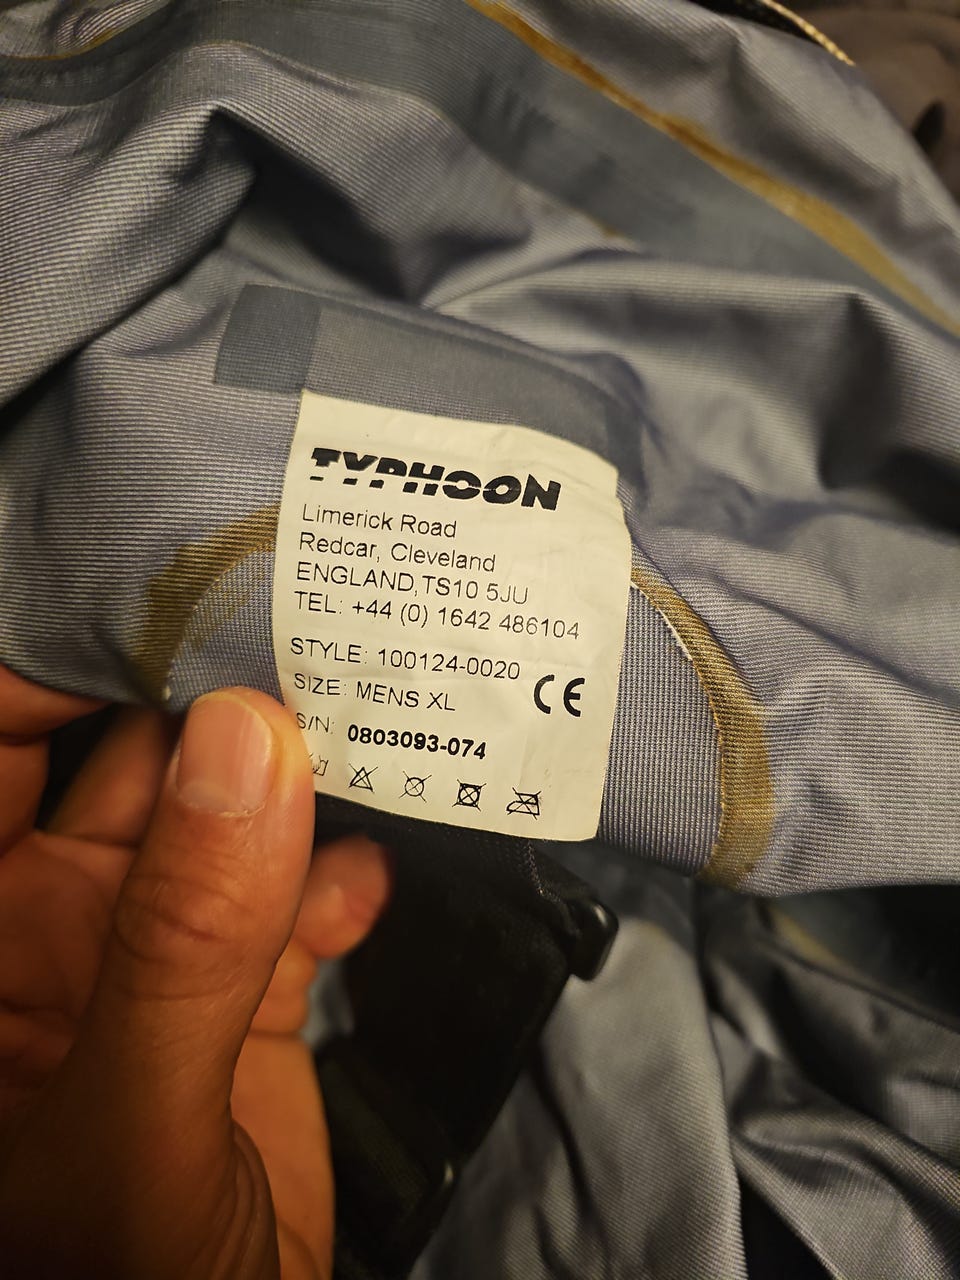 TYPHOON
Limerick Road
Redcar, Cleveland
ENGLAND,TS10 5JU
TEL: +44 (0) 1642 486104
STYLE: 100124-0020
SIZE: MENS XL
CE
S/N: 0803093-074